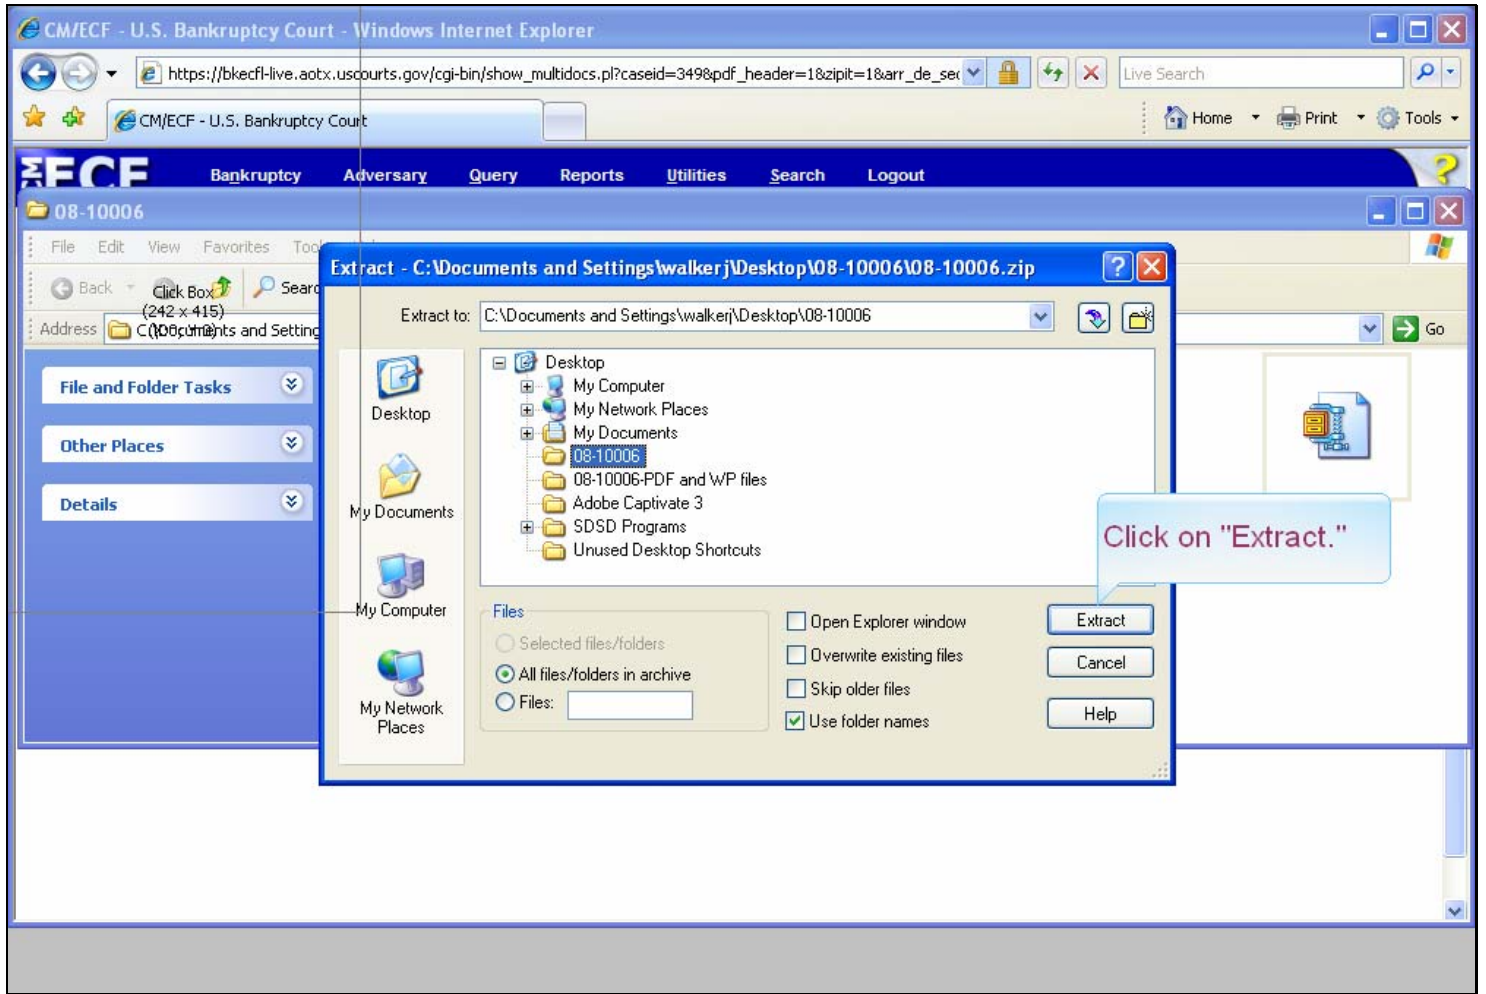 CM/ECF - U.S. Bankruptcy Court - Windows Internet Explorer
https://bkecfl-live.aotx.uscourts.gov/cgi-bin/show_multidocs.pl?caseid=349&pdf_header=1&zipit=1&arr_de_sec
Live Search
CM/ECF - U.S. Bankruptcy Court
Home
Print
Tools
ECF
Bankruptcy Adversary Query Reports Utilities Search Logout
?
08-10006
File Edit View Favorites
Back
Click Box
(242 x 415)
Address
and Setting
Go
File and Folder Tasks
Other Places
Details
Extract - C:\Documents and Settings\walkerj\Desktop\08-10006\08-10006.zip
Extract to: C:\Documents and Settings\walkerj\Desktop\08-10006
Desktop
My Documents
My Computer
My Network
Places
Desktop
My Computer
My Network Places
My Documents
08-10006
08-10006-PDF and WP files
Adobe Captivate 3
SDSD Programs
Unused Desktop Shortcuts
Click on "Extract."
Files
Selected files/folders
All files/folders in archive
Files:
Open Explorer window
Overwrite existing files
Skip older files
Use folder names
Extract
Cancel
Help